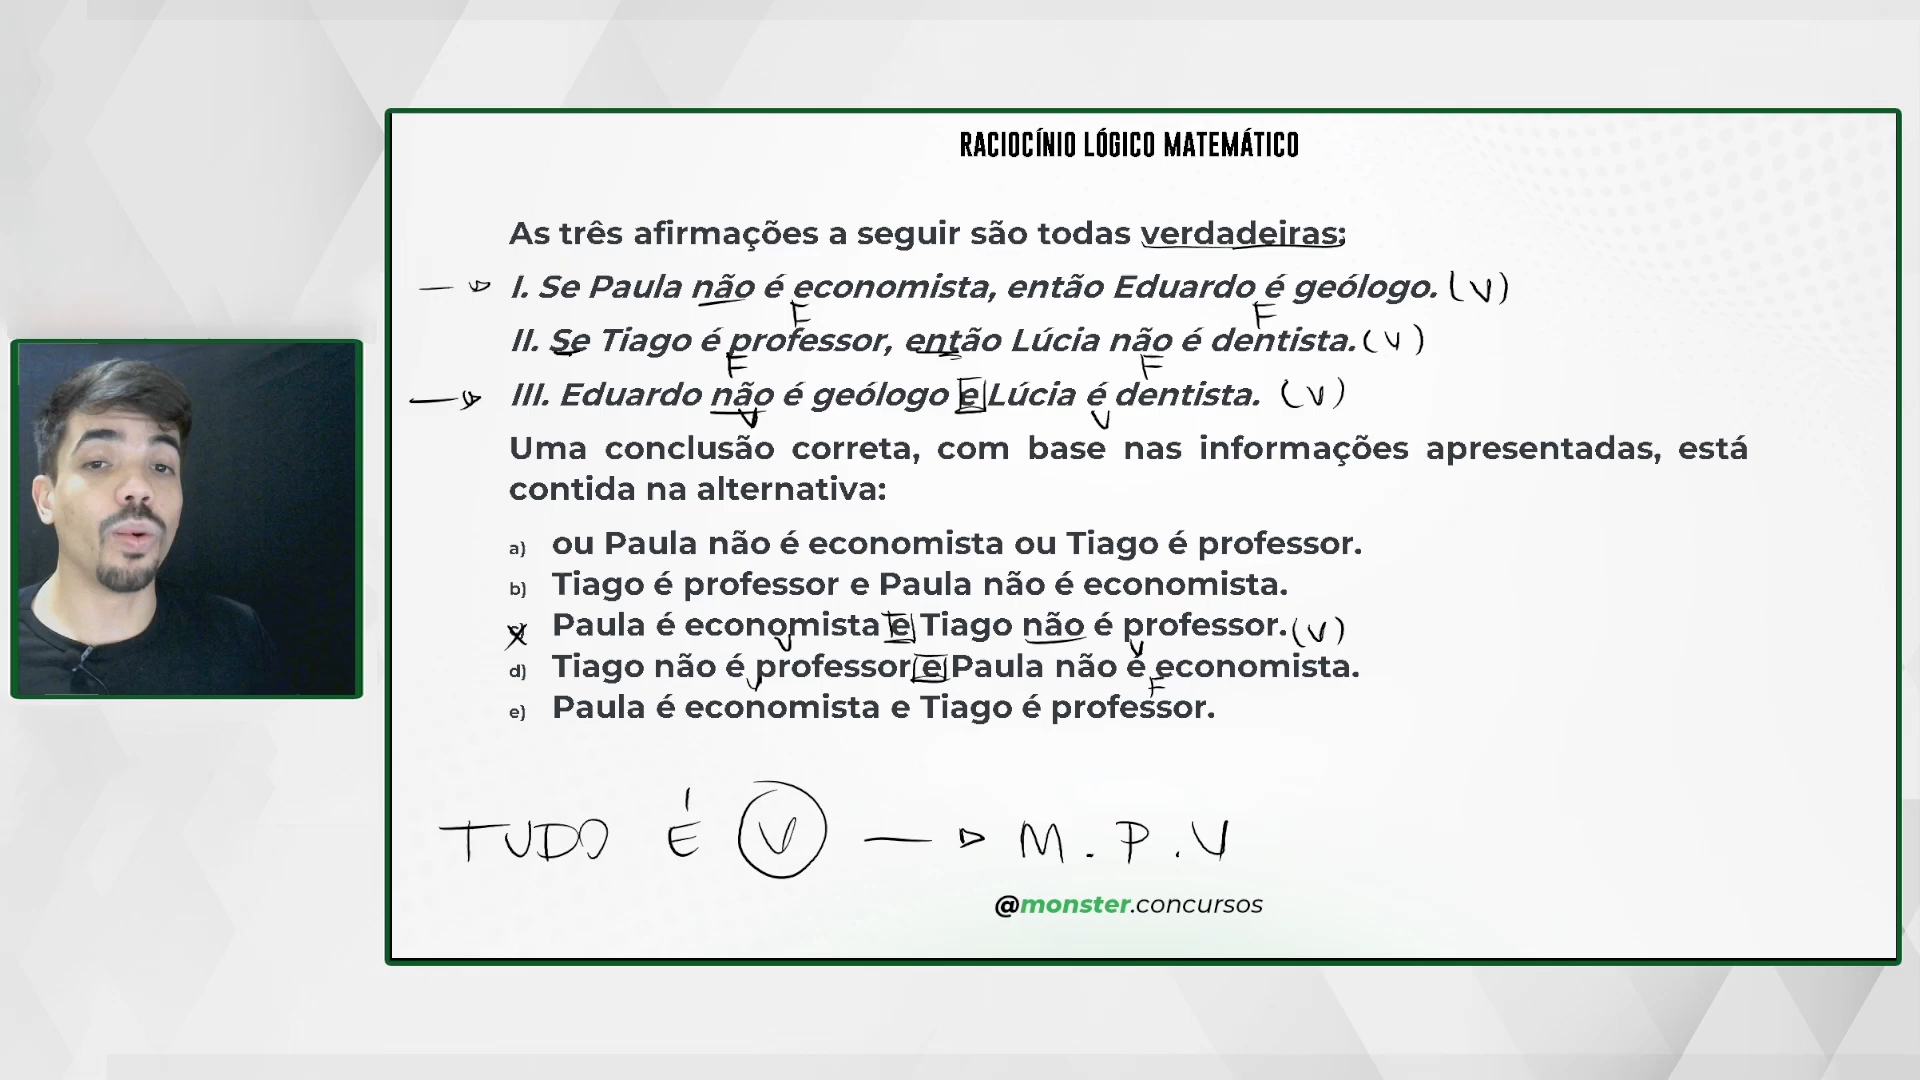 RACIOCÍNIO LÓGICO MATEMÁTICO
As três afirmações a seguir são todas verdadeiras:
I. Se Paula não é economista, então Eduardo é geólogo. (V)
F F
II. Se Tiago é professor, então Lúcia não é dentista. (V)
F F
III. Eduardo não é geólogo e Lúcia é dentista. (V)
V V
Uma conclusão correta, com base nas informações apresentadas, está
contida na alternativa:
a) ou Paula não é economista ou Tiago é professor.
b) Tiago é professor e Paula não é economista.
Paula é economista e Tiago não é professor. (V)
V V
d) Tiago não é professor e Paula não é economista.
V F
e) Paula é economista e Tiago é professor.
TUDO É V M.P.V
@monster.concursos